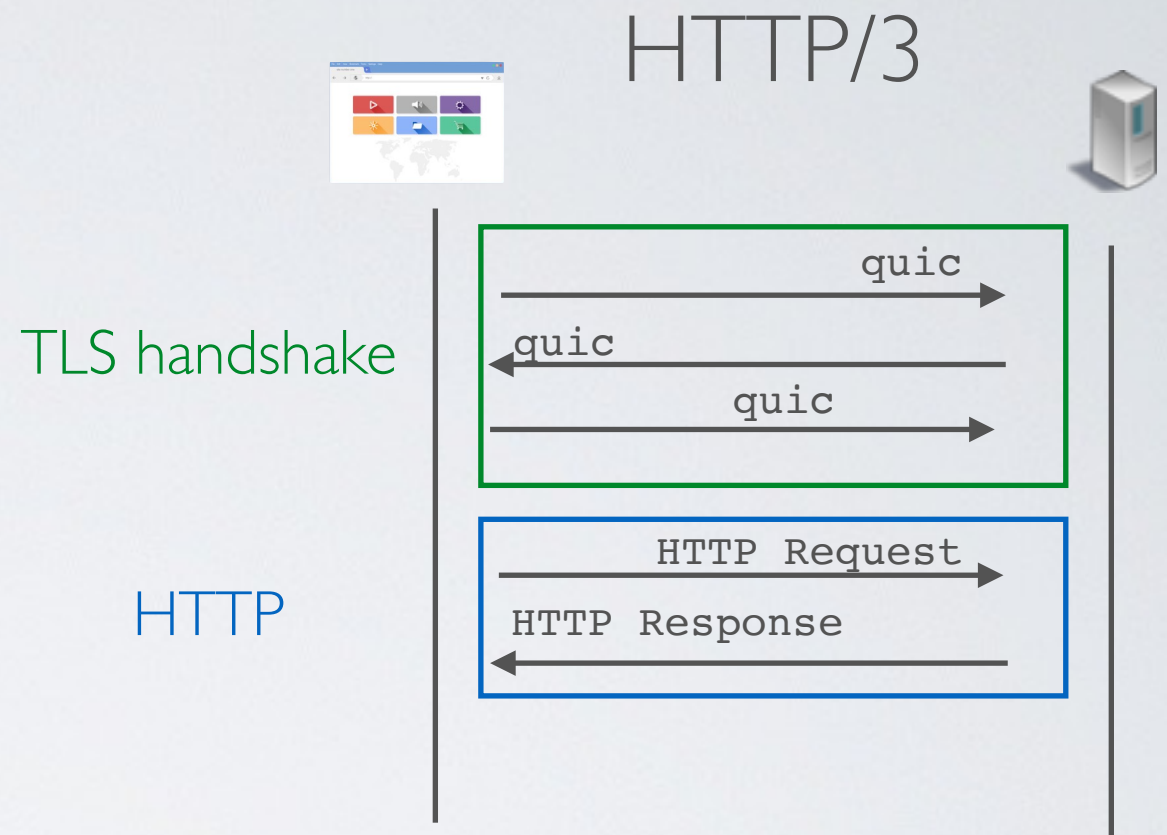 HTTP/3
quic
TLS handshake
quic
quic
HTTP Request
HTTP
HTTP Response